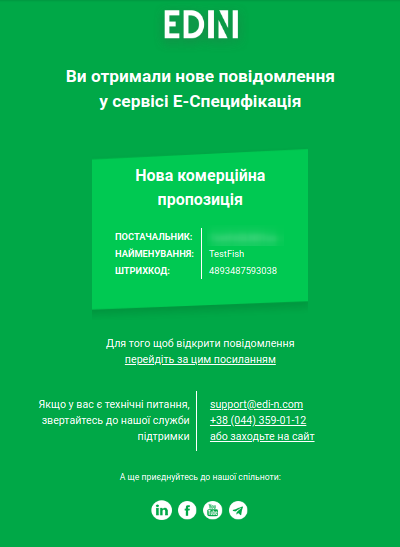 EDIN
Ви отримали нове повідомлення
у сервісі Е-Специфікація
Нова комерційна
пропозиція
ПОСТАЧАЛЬНИК:
НАЙМЕНУВАННЯ: TestFish
ШТРИХКОД: 4893487593038
Для того щоб відкрити повідомлення
перейдіть за цим посиланням
Якщо у вас є технічні питання,
звертайтесь до нашої служби
підтримки
support@edi-n.com
+38 (044) 359-01-12
або заходьте на сайт
А ще приєднуйтесь до нашої спільноти:
in f You Tube